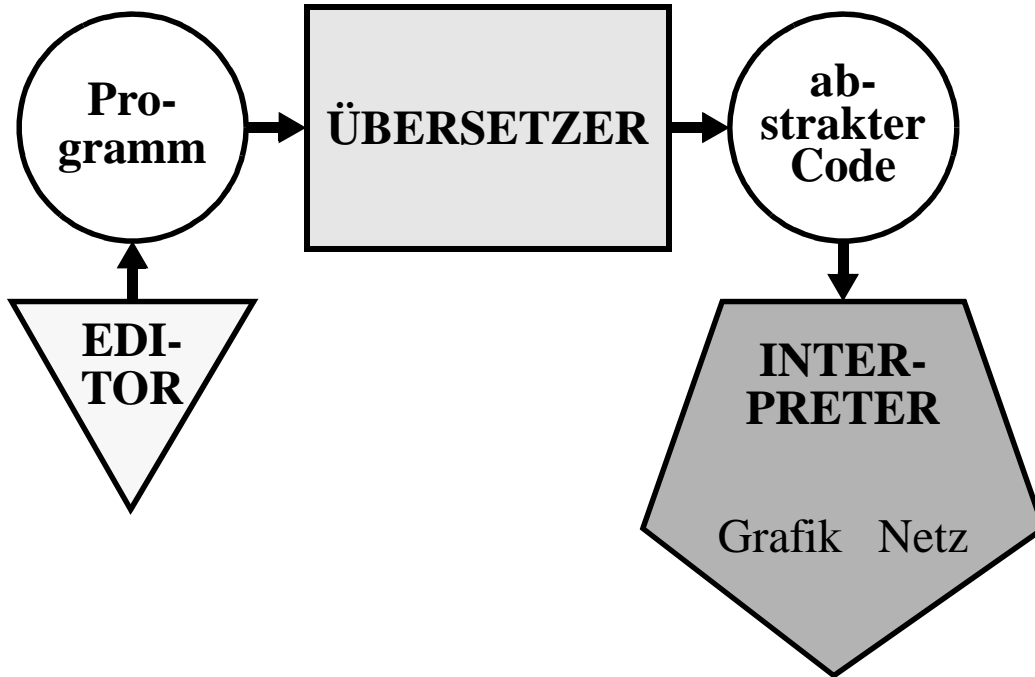 Pro-
gramm
ÜBERSETZER
ab-
strakter
Code
EDI-
TOR
INTER-
PRETER
Grafik Netz